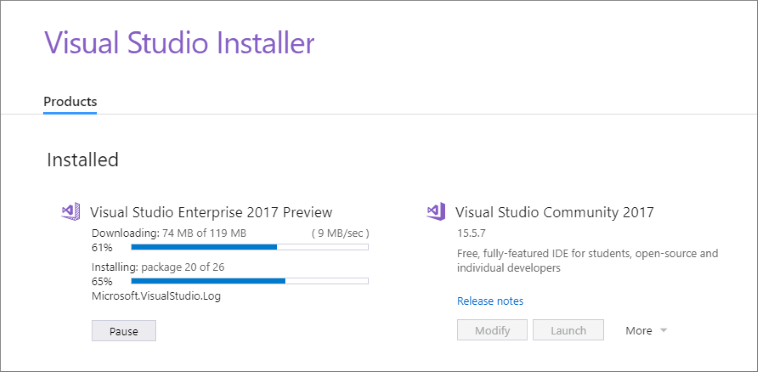 Visual Studio Installer
Products
Installed
Visual Studio Enterprise 2017 Preview
Downloading: 74 MB of 119 MB ( 9 MB/sec )
61%
Installing: package 20 of 26
65%
Microsoft.VisualStudio.Log
Pause
Visual Studio Community 2017
15.5.7
Free, fully-featured IDE for students, open-source and
individual developers
Release notes
Modify Launch More